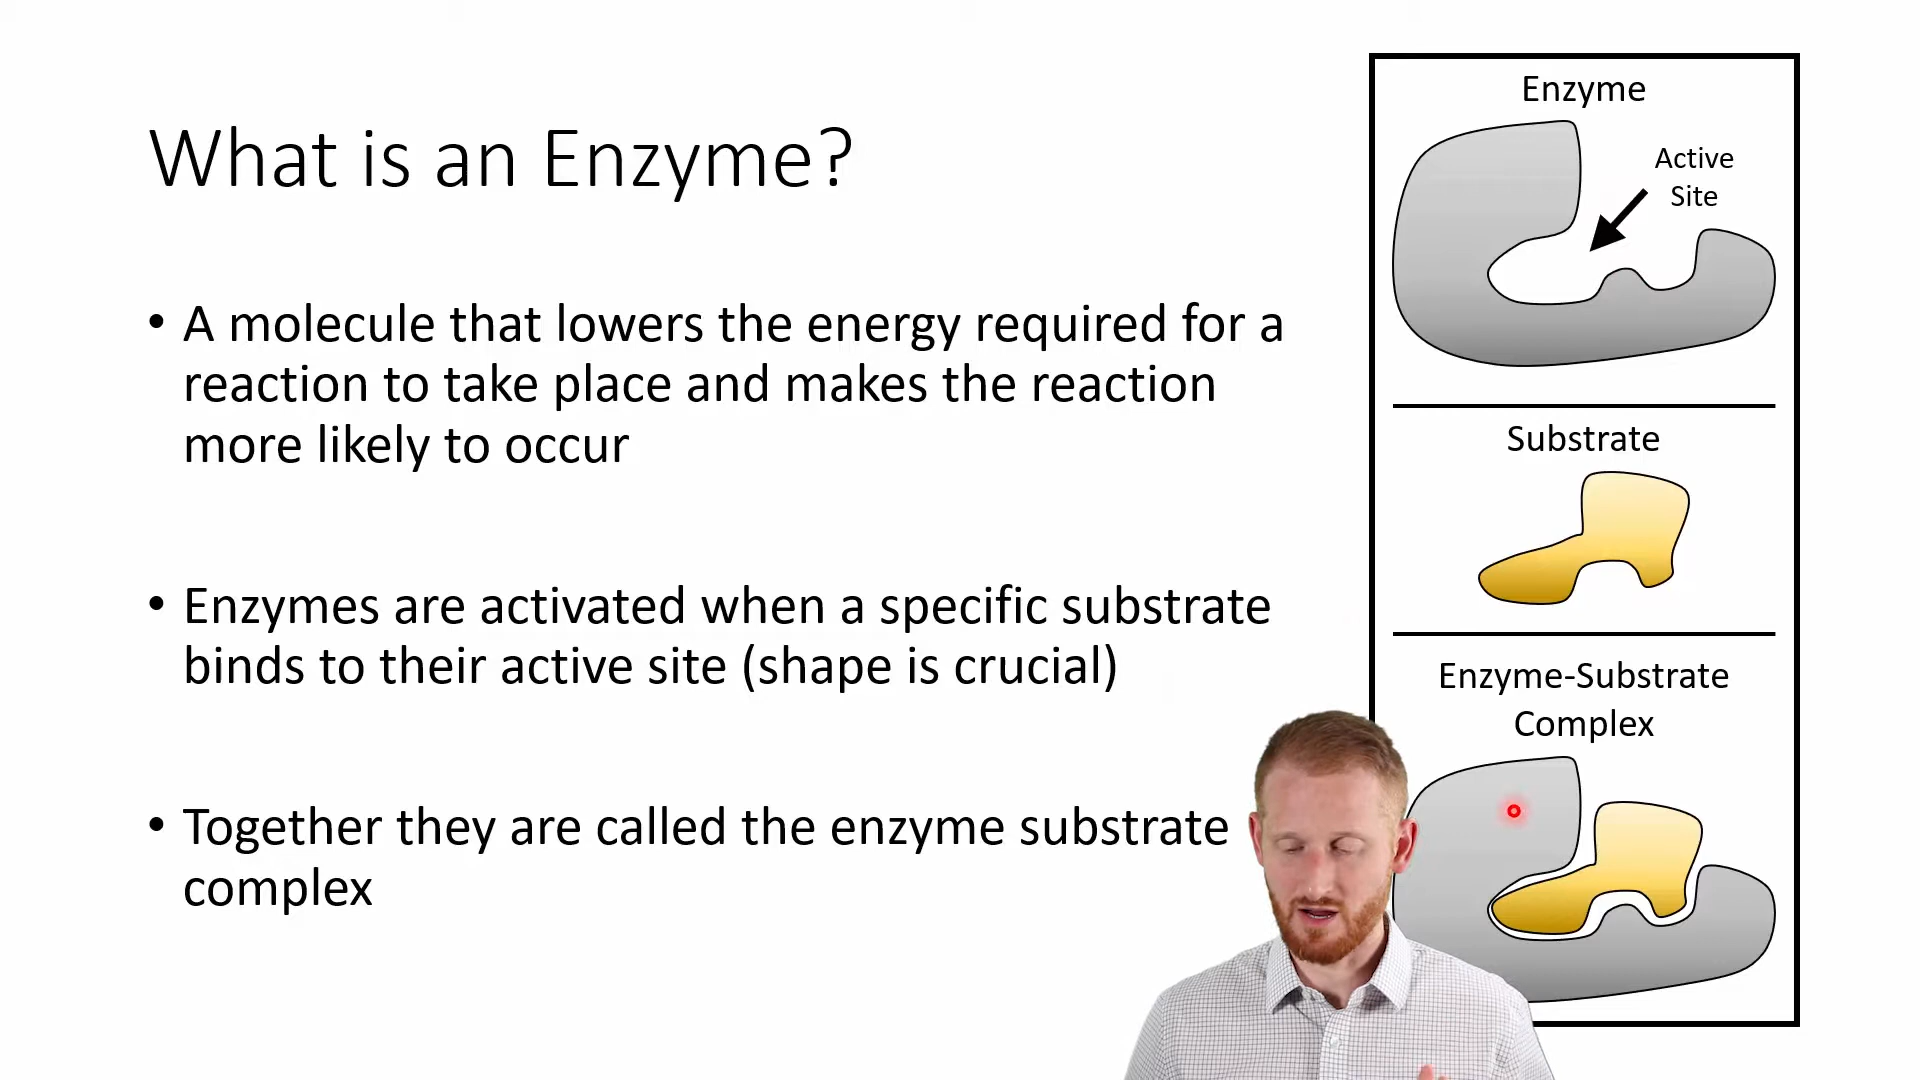 What is an Enzyme?
• A molecule that lowers the energy required for a
reaction to take place and makes the reaction
more likely to occur
• Enzymes are activated when a specific substrate
binds to their active site (shape is crucial)
• Together they are called the enzyme substrate
complex
Enzyme
Active
Site
Substrate
Enzyme-Substrate
Complex